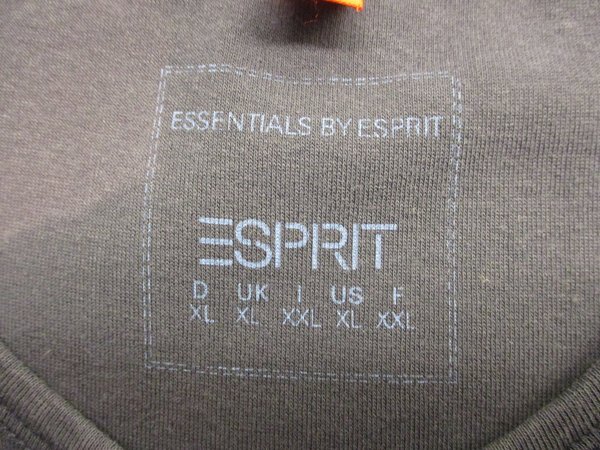 ESSENTIALS BY ESPRIT
ESPRIT
D UK I US F
XL XL XXL XL XXL